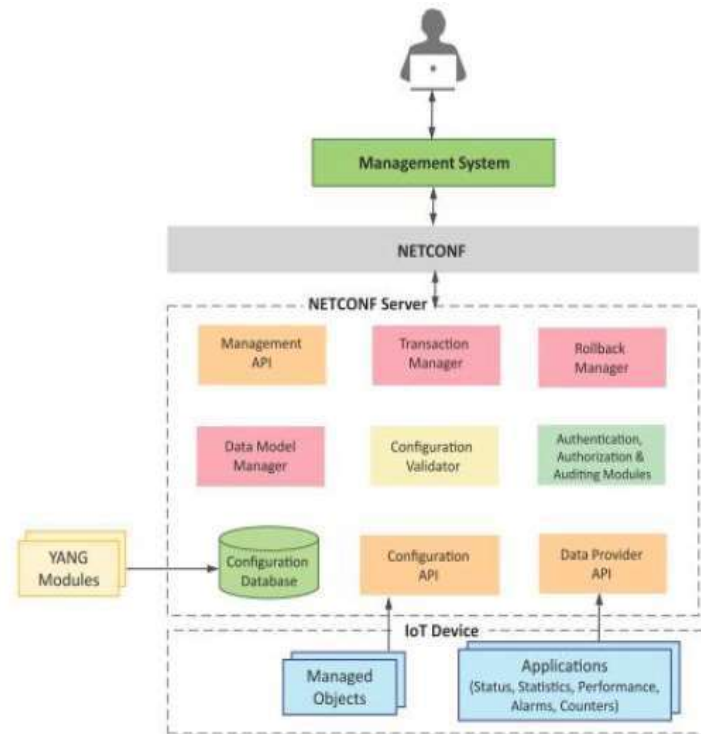 Management System
NETCONF
NETCONF Server
Management
API
Transaction
Manager
Rollback
Manager
Data Model
Manager
Configuration
Validator
Authentication,
Authorization &
Auditing Modules
YANG
Modules
Configuration
Database
Configuration
API
Data Provider
API
IoT Device
Managed
Objects
Applications
(Status, Statistics, Performance,
Alarms, Counters)